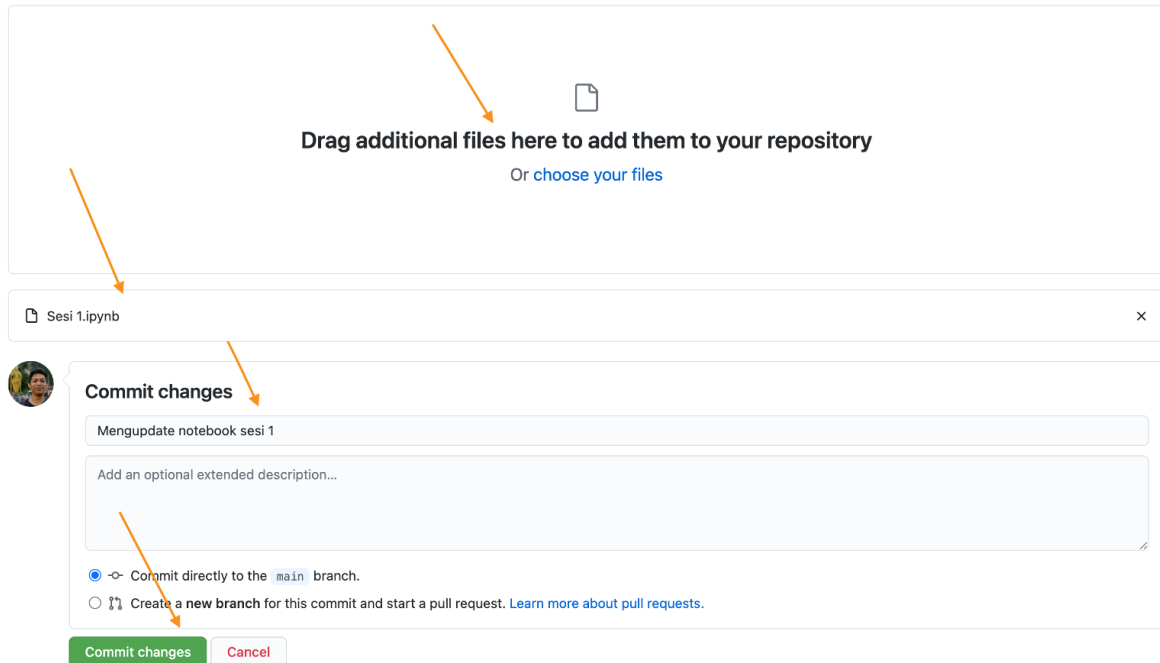 Drag additional files here to add them to your repository
Or choose your files
Sesi 1.ipynb
Commit changes
Mengupdate notebook sesi 1
Add an optional extended description...
Commit directly to the main branch.
Create a new branch for this commit and start a pull request. Learn more about pull requests.
Commit changes Cancel